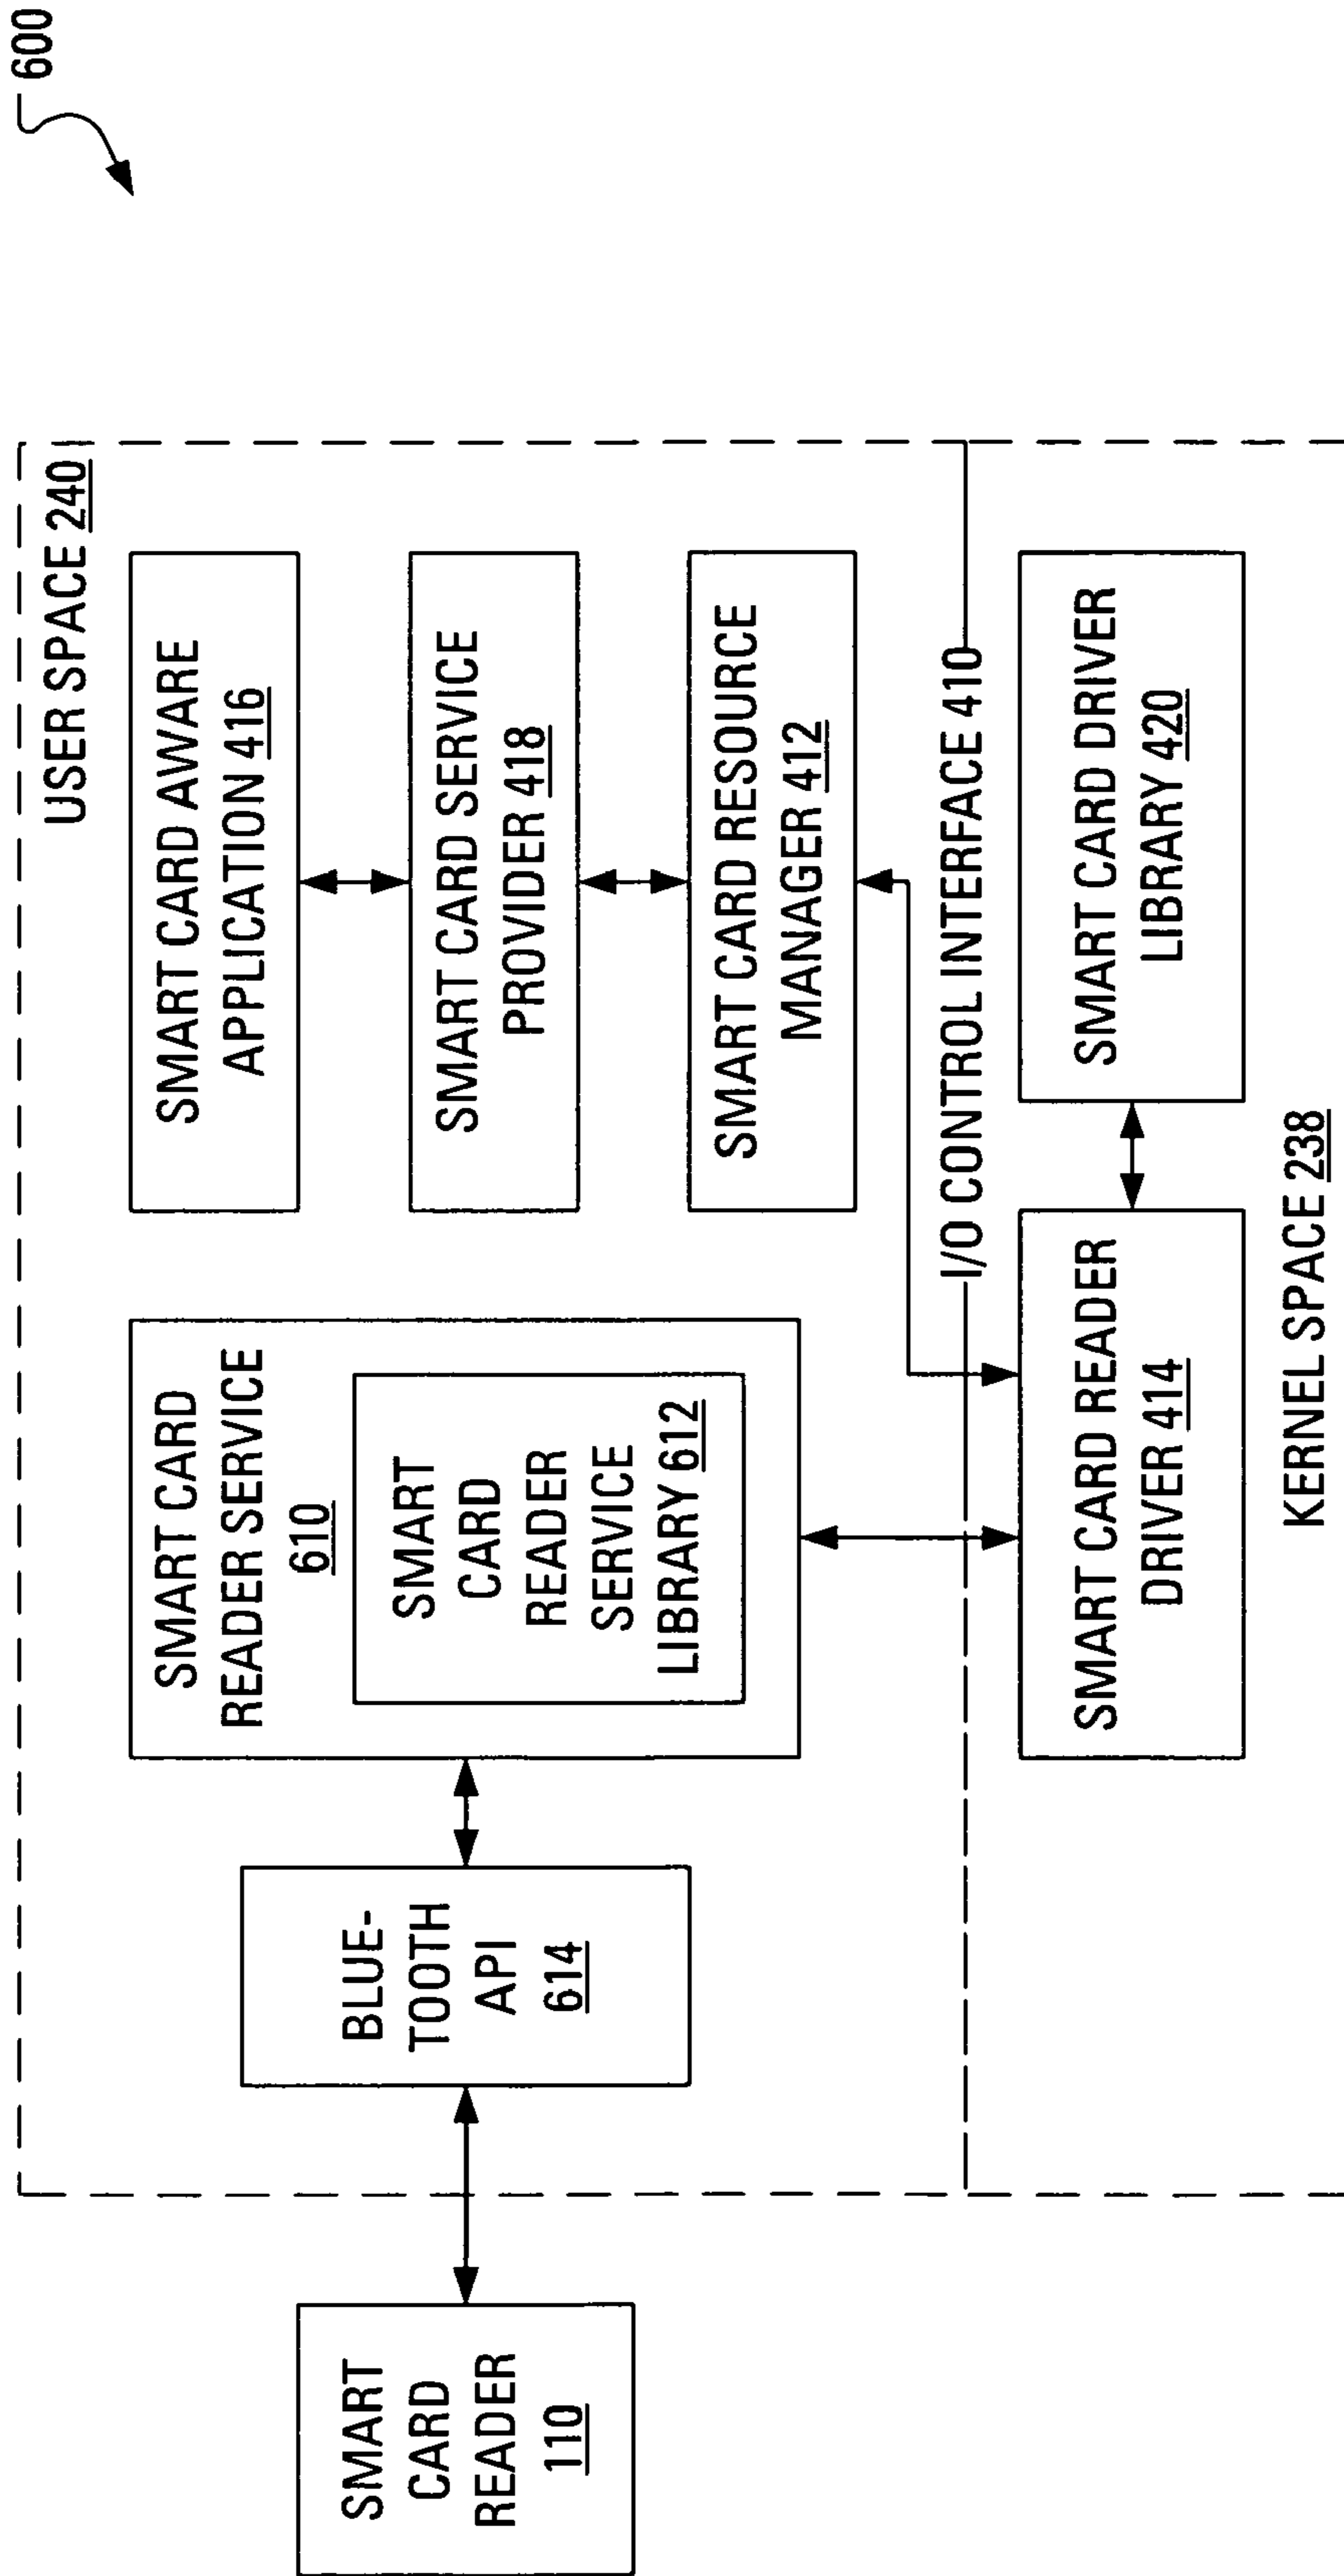 600
USER SPACE 240
SMART CARD AWARE
APPLICATION 416
SMART CARD SERVICE
PROVIDER 418
SMART CARD RESOURCE
MANAGER 412
SMART CARD
READER SERVICE
610
SMART
CARD
READER
SERVICE
LIBRARY 612
BLUE-
TOOTH
API
614
SMART
CARD
READER
110
I/O CONTROL INTERFACE 410
SMART CARD READER
DRIVER 414
SMART CARD DRIVER
LIBRARY 420
KERNEL SPACE 238